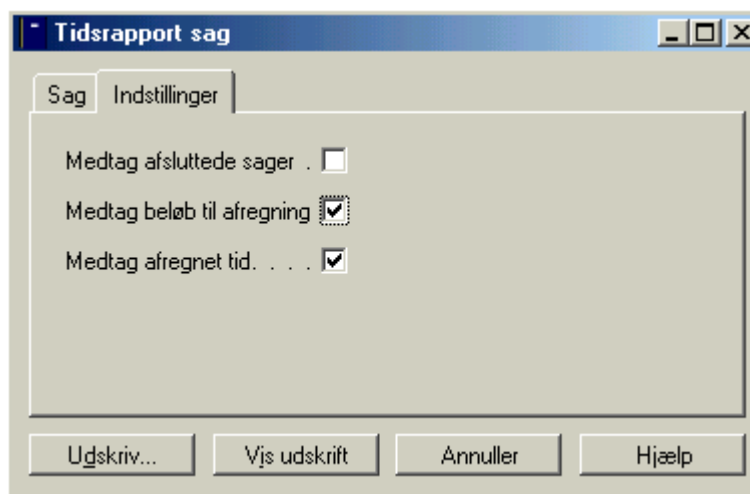 Tidsrapport sag
Sag Indstillinger
Medtag afsluttede sager .
Medtag beløb til afregning
Medtag afregnet tid. . . .
Udskriv... Vis udskrift Annuller Hjælp